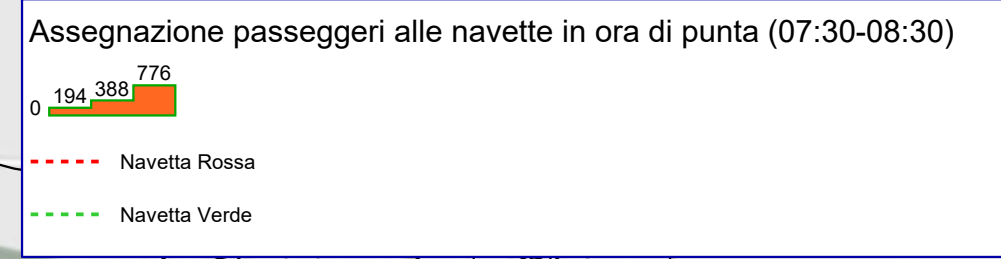 Assegnazione passeggeri alle navette in ora di punta (07:30-08:30)
0 194 388 776
Navetta Rossa
Navetta Verde